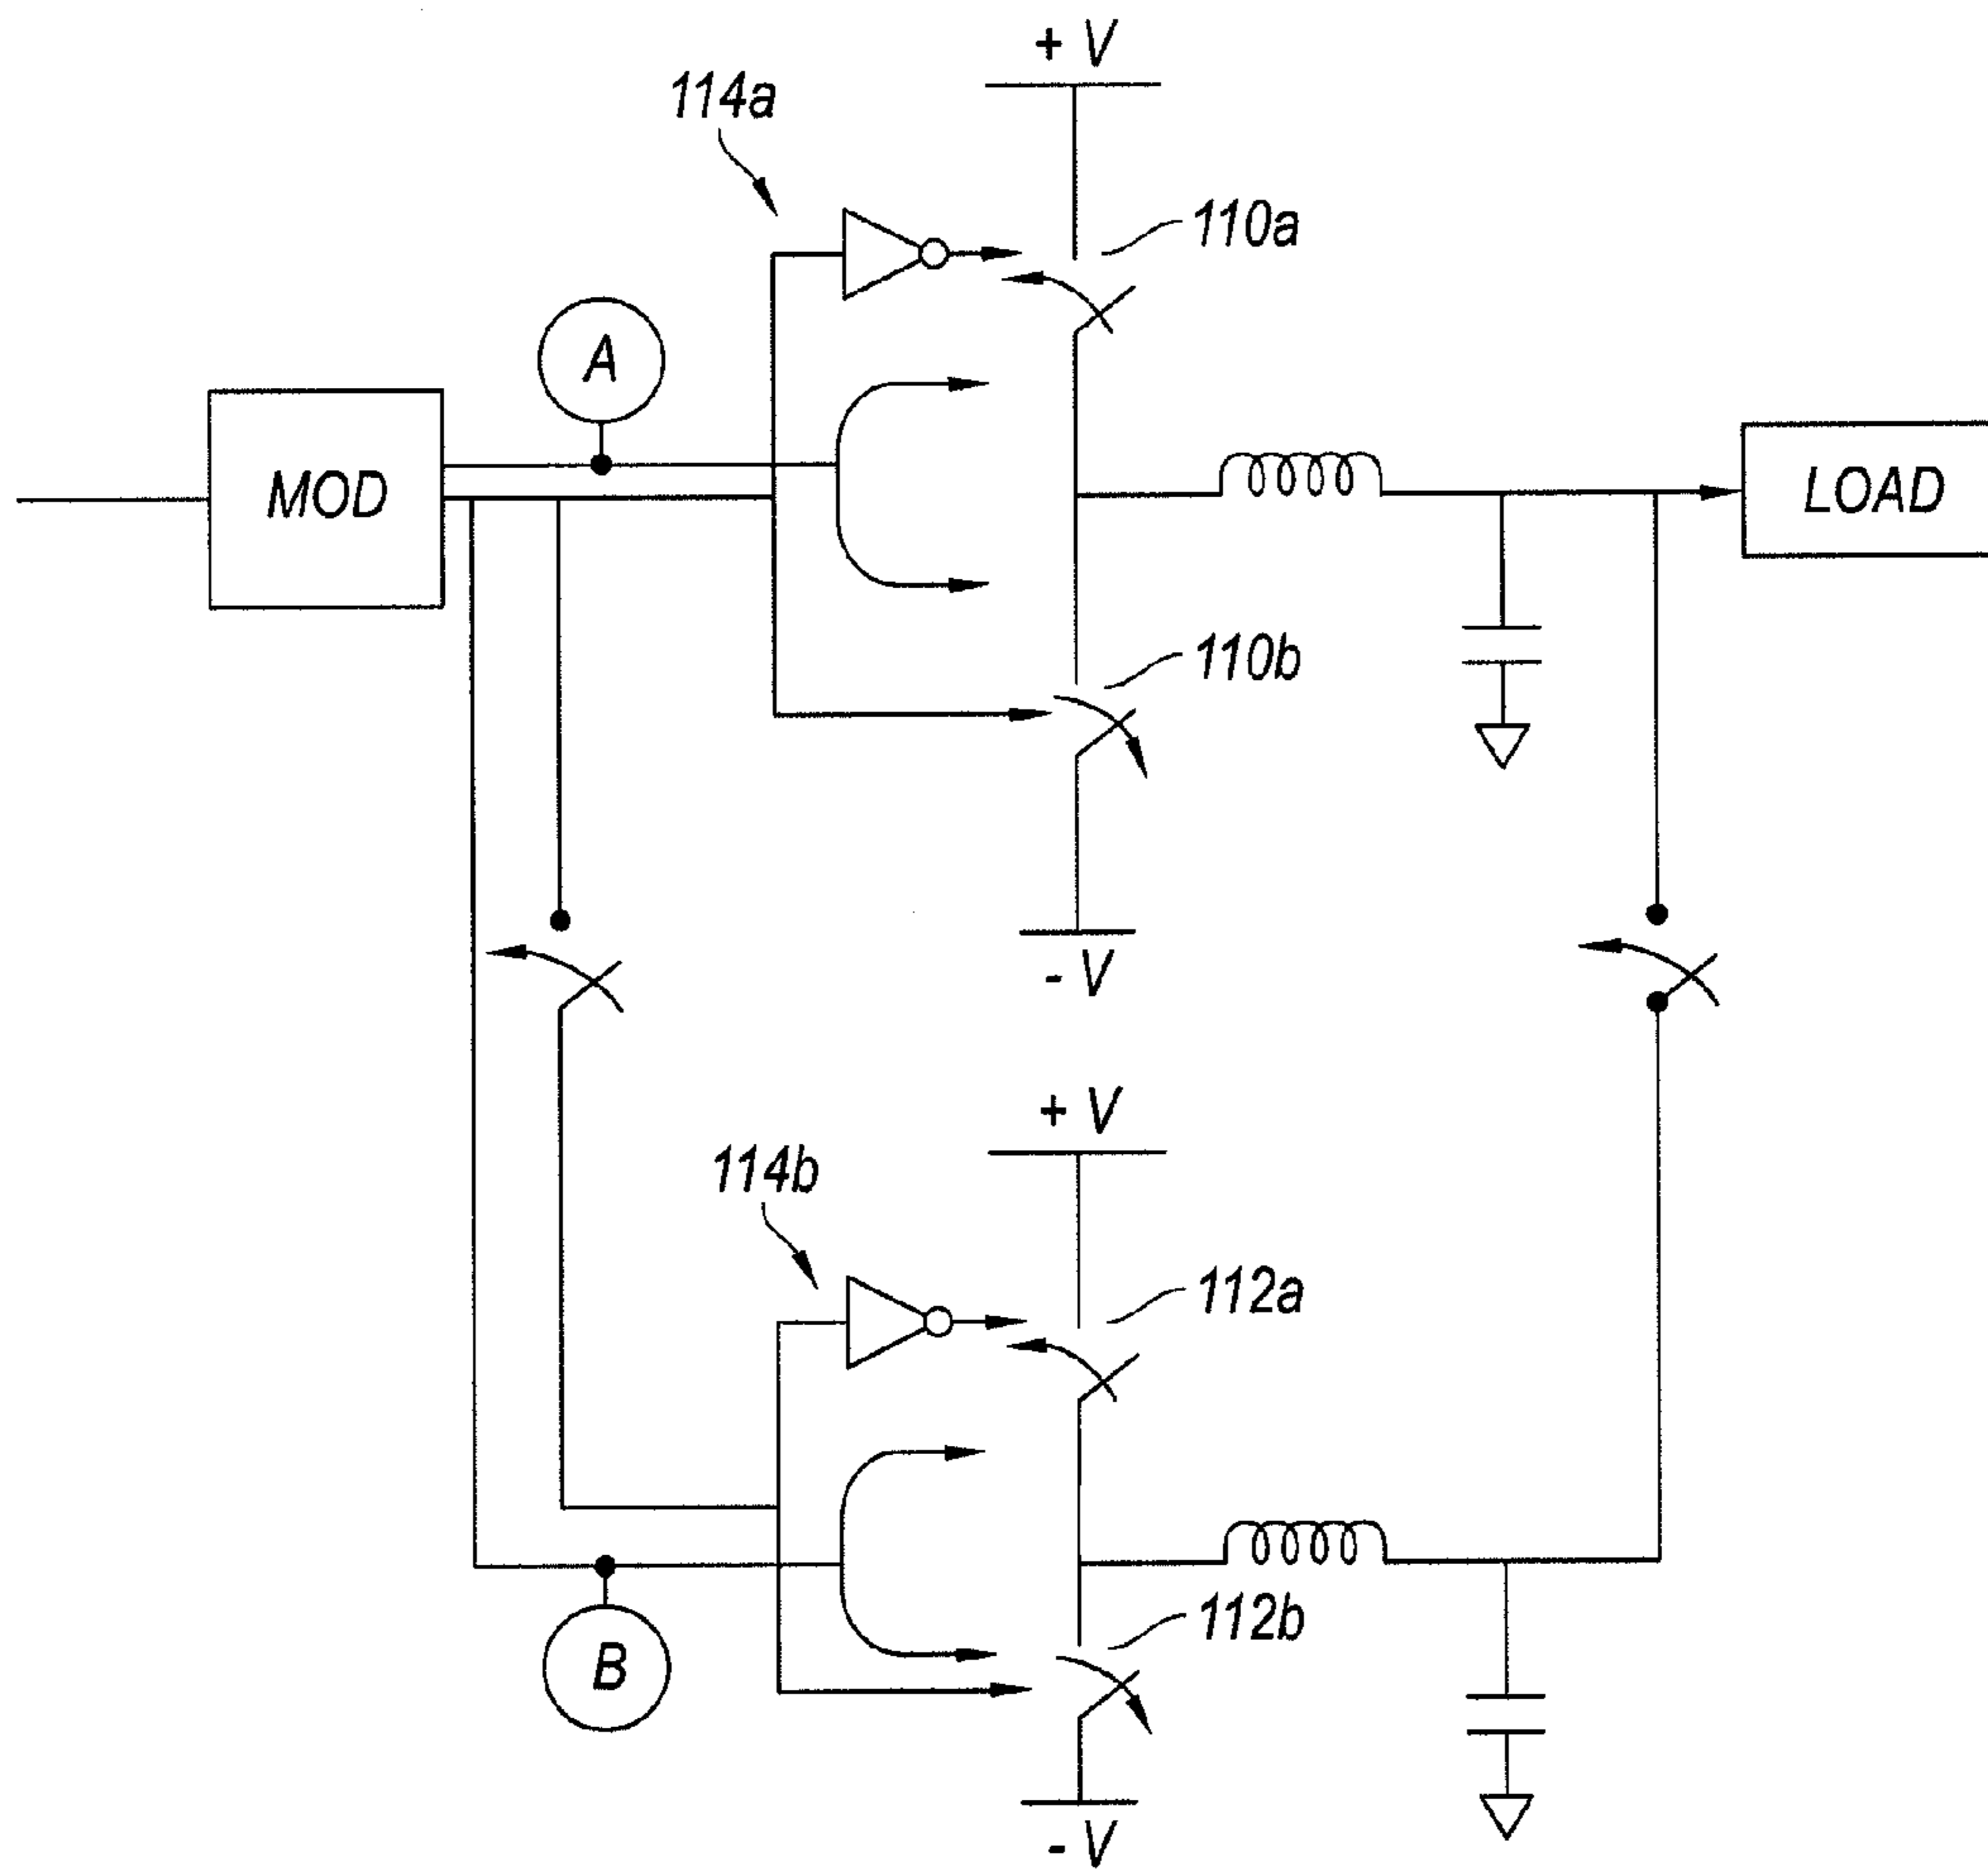 + V
114a
110a
A
MOD
LOAD
110b
- V
+ V
114b
112a
112b
B
- V